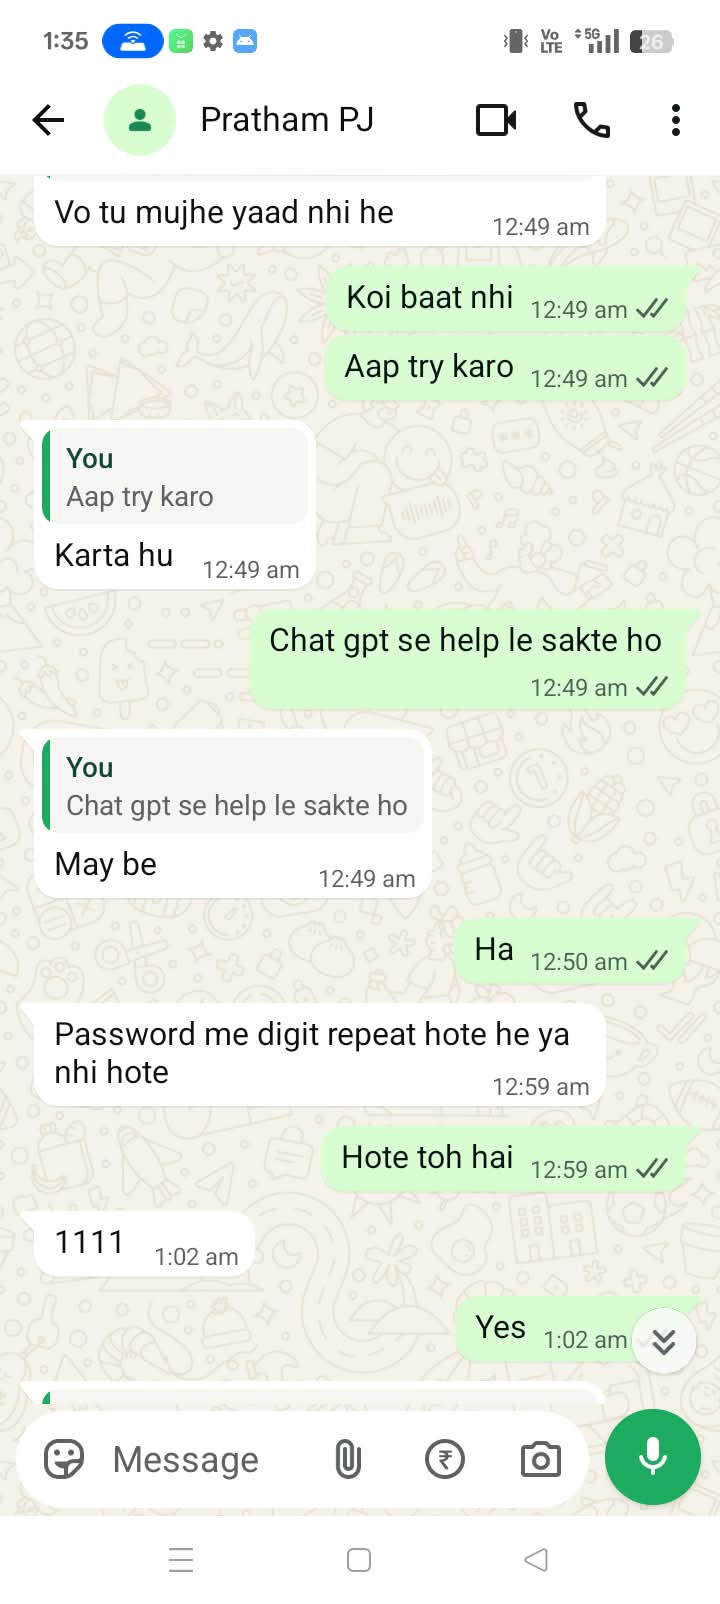 1:35
Vo
LTE
5G
26
Pratham PJ
Vo tu mujhe yaad nhi he
12:49 am
Koi baat nhi 12:49 am
Aap try karo 12:49 am
You
Aap try karo
Karta hu 12:49 am
Chat gpt se help le sakte ho
12:49 am
You
Chat gpt se help le sakte ho
May be 12:49 am
Ha 12:50 am
Password me digit repeat hote he ya
nhi hote
12:59 am
Hote toh hai 12:59 am
1111 1:02 am
Yes 1:02 am
Message